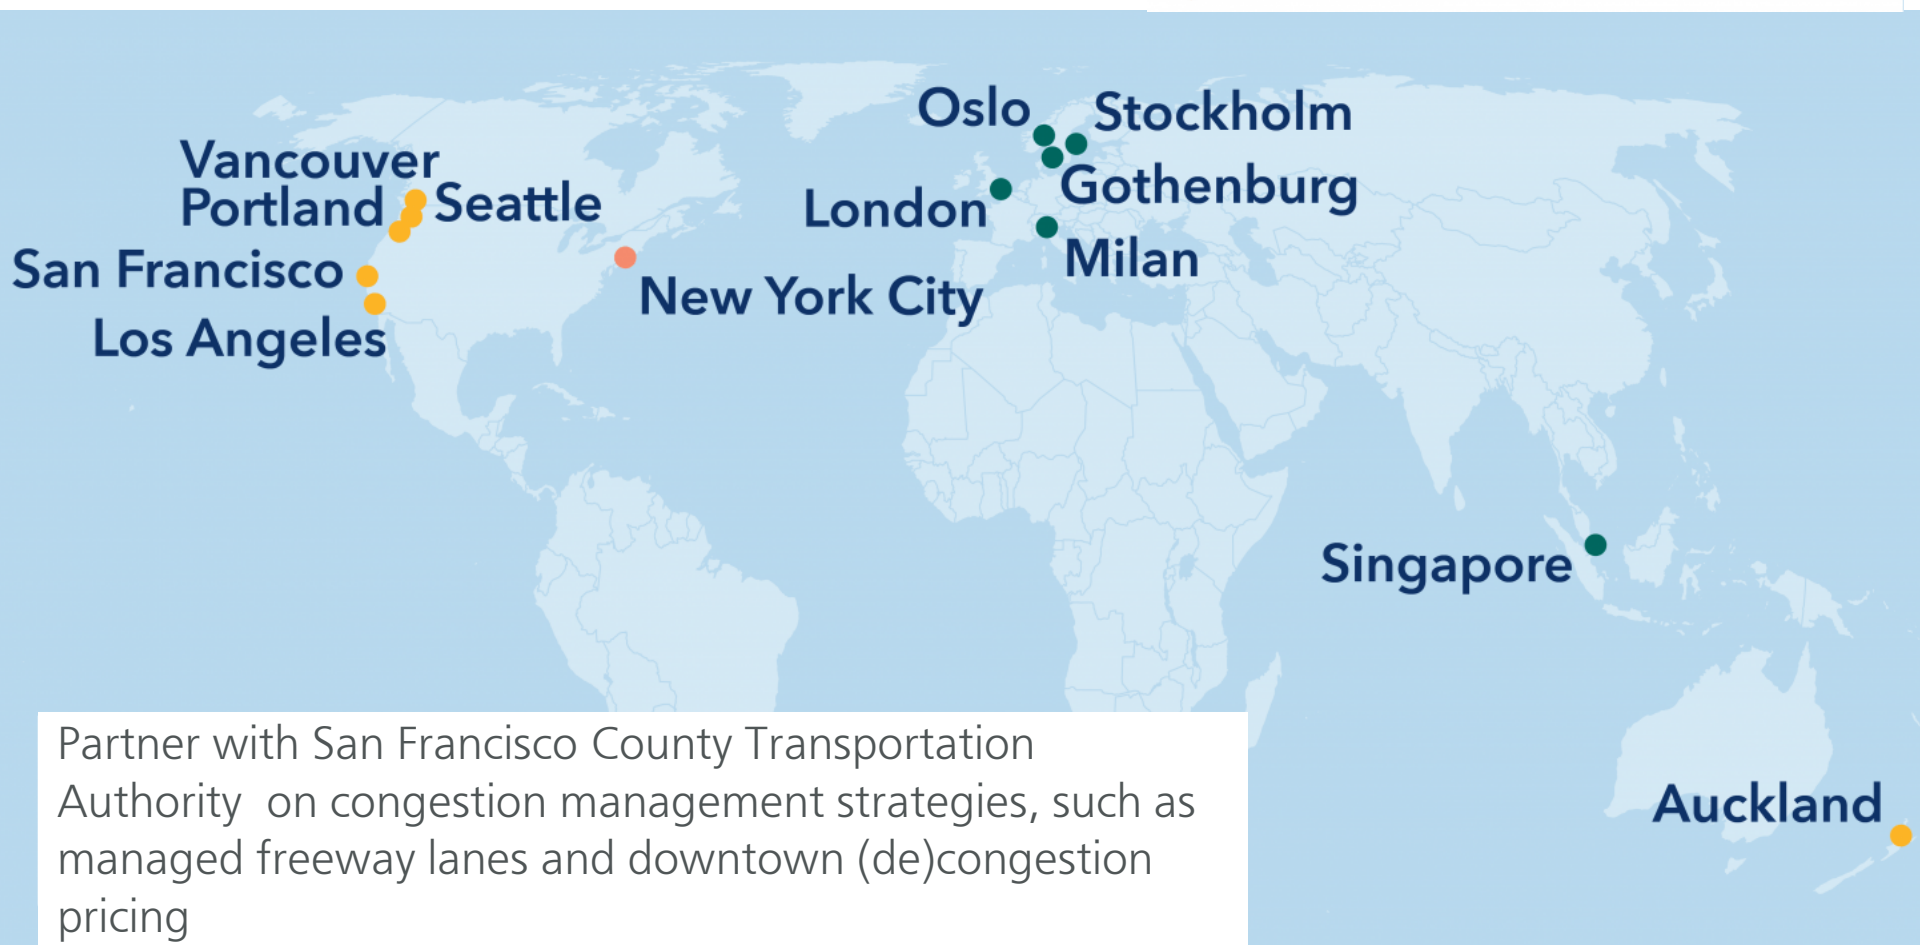 Oslo
Stockholm
Vancouver
Portland
Seattle
Gothenburg
London
San Francisco
Milan
New York City
Los Angeles
Singapore
Auckland
Partner with San Francisco County Transportation
Authority  on congestion management strategies, such as
managed freeway lanes and downtown (de)congestion
pricing